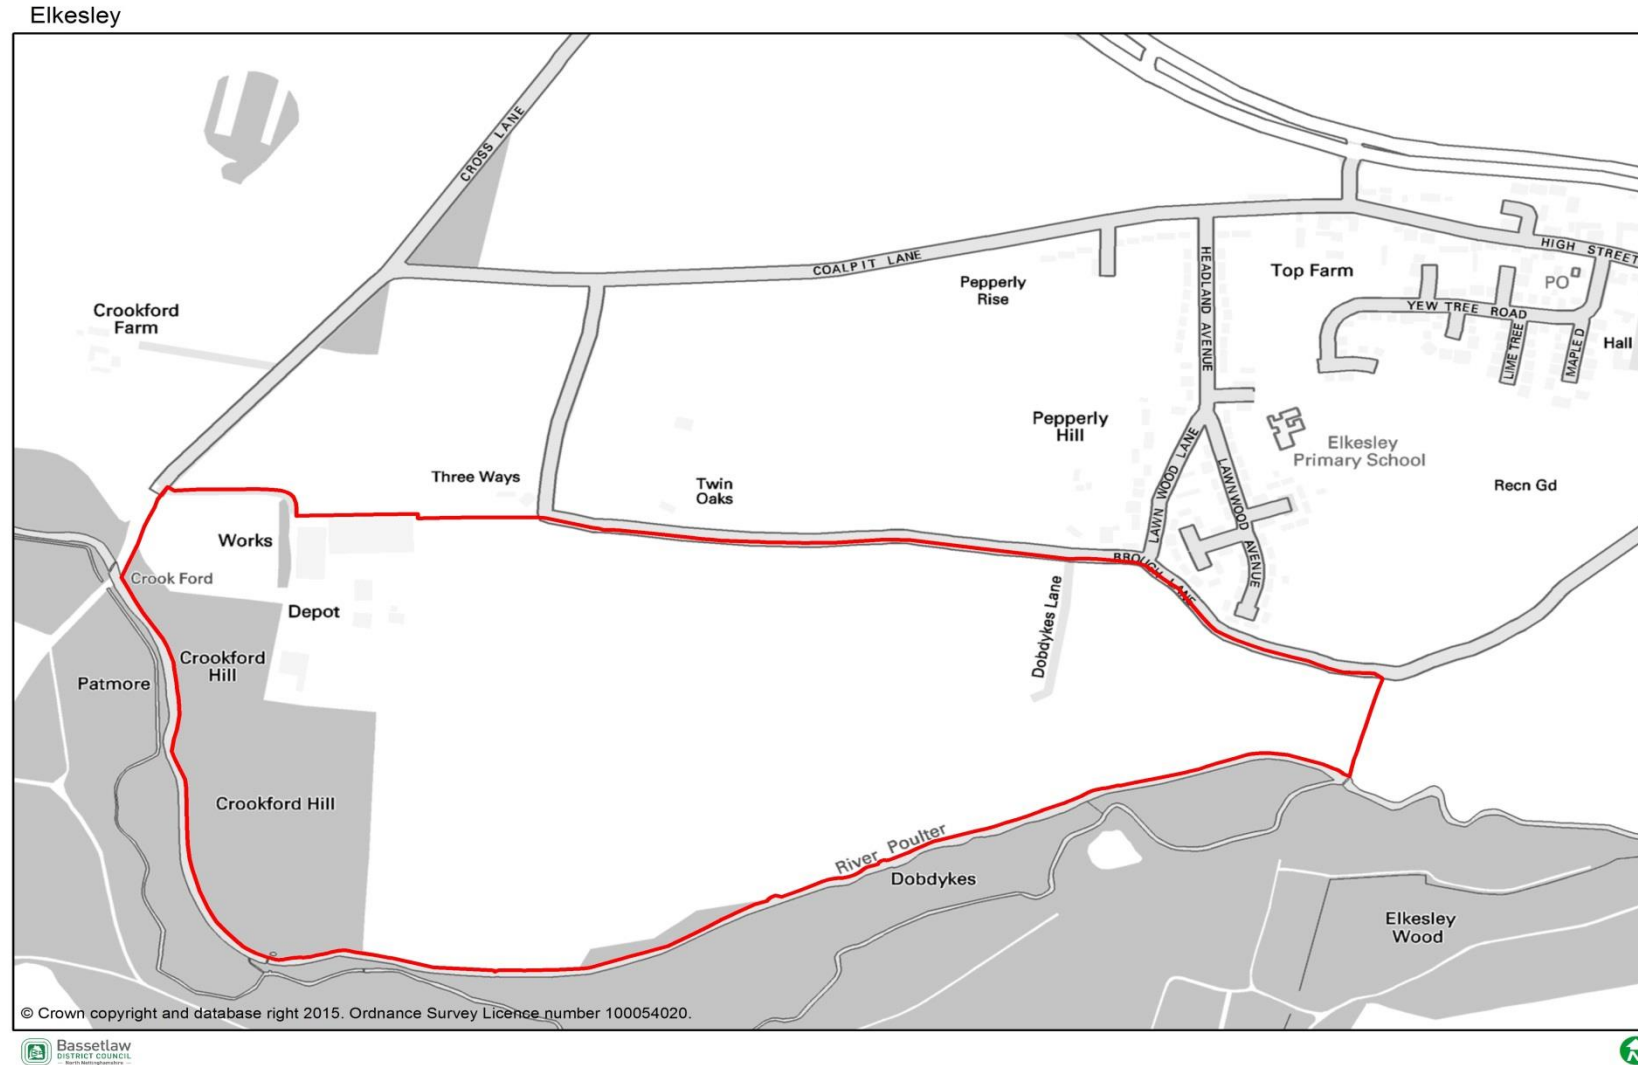 Elkesley
CROSS LANE
COALPIT LANE
HIGH STREET
Pepperly
Rise
Top Farm
HEADLAND AVENUE
PO
YEW TREE ROAD
Crookford
Farm
LIME TREE
MAPLE D
Hall
Pepperly
Hill
Elkesley
Primary School
LAWN WOOD LANE
LAWNWOOD AVENUE
Three Ways
Twin
Oaks
Recn Gd
Works
BROUGH LANE
Crook Ford
Depot
Dobdykes Lane
Crookford
Hill
Patmore
Crookford Hill
River Poulter
Dobdykes
Elkesley
Wood
© Crown copyright and database right 2015. Ordnance Survey Licence number 100054020.
Bassetlaw
DISTRICT COUNCIL
North Nottinghamshire
N